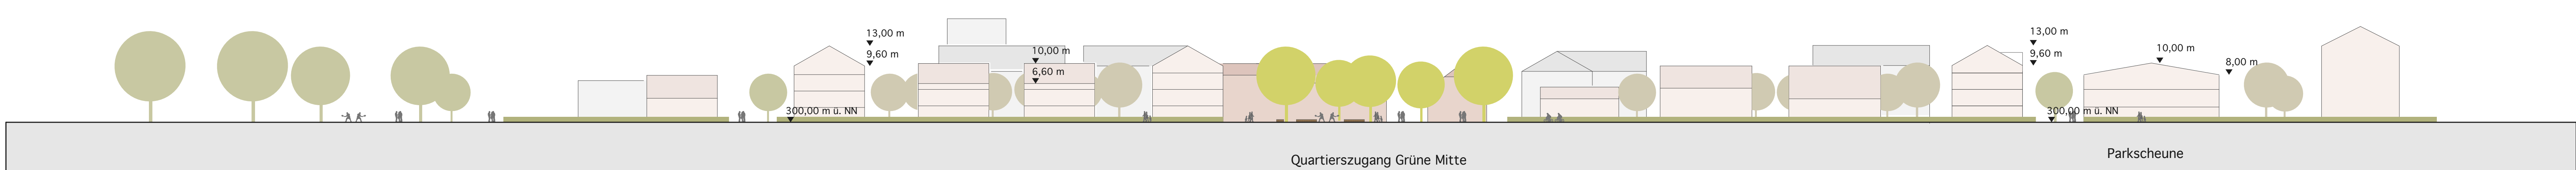 13,00 m
9,60 m
10,00 m
6,60 m
300,00 m ü. NN
Quartierszugang Grüne Mitte
13,00 m
9,60 m
10,00 m
8,00 m
300,00 m ü. NN
Parkscheune